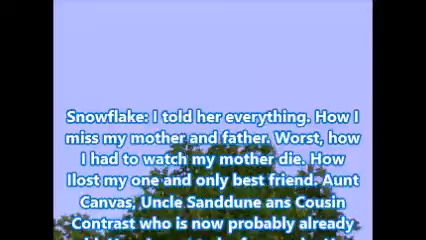 Snowflake: I told her everything. How I
miss my mother and father. Worst, how
I had to watch my mother die. How
Ilost my one and only best friend. Aunt
Canvas, Uncle Sanddune ans Cousin
Contrast who is now probably already